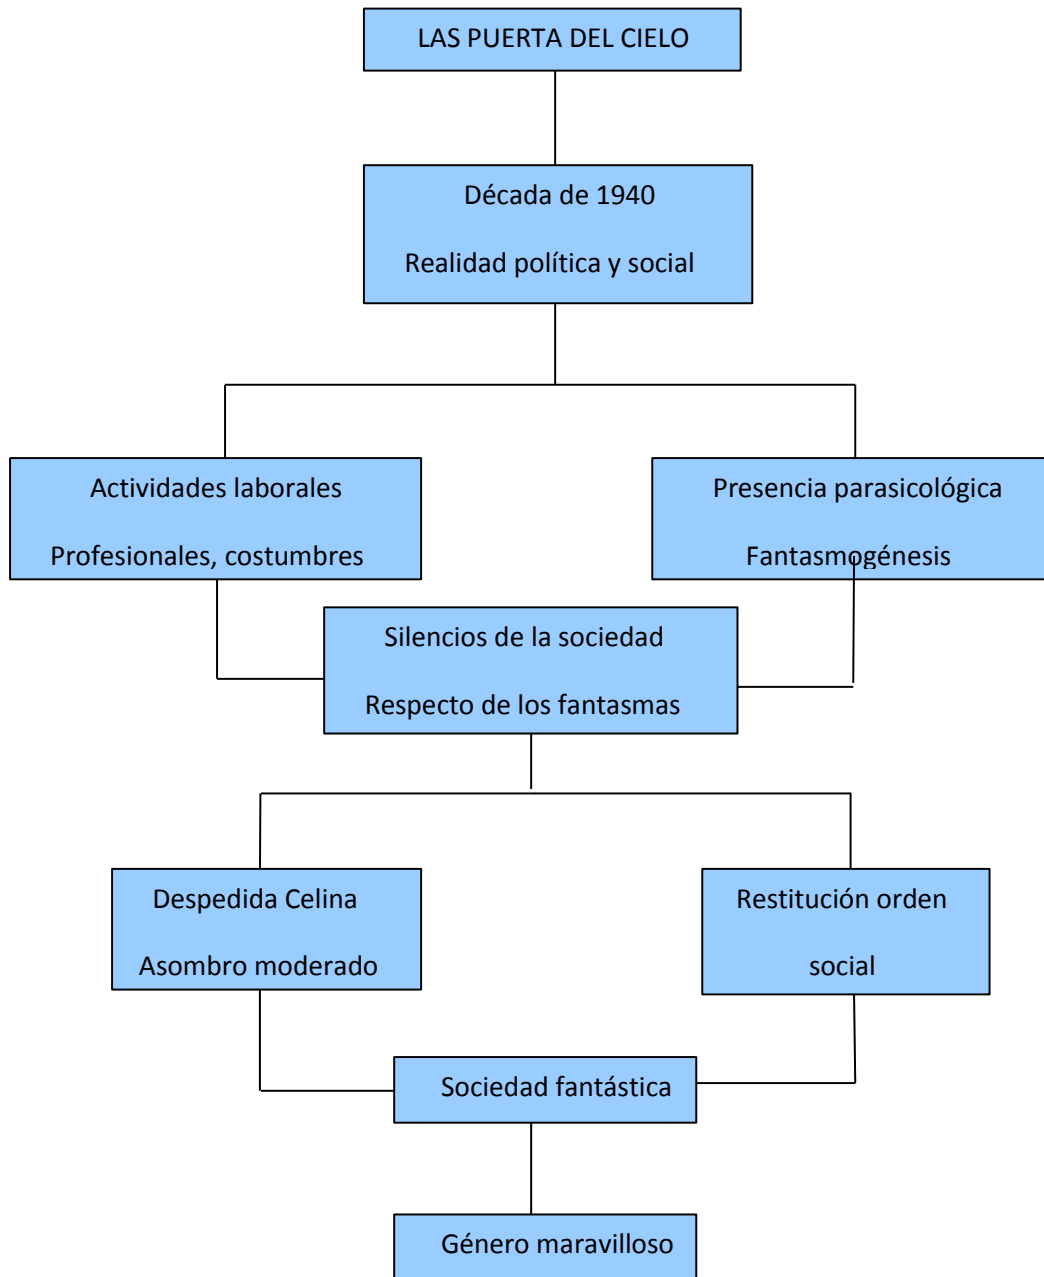 LAS PUERTA DEL CIELO
Década de 1940
Realidad política y social
Actividades laborales
Profesionales, costumbres
Presencia parasicológica
Fantasmogénesis
Silencios de la sociedad
Respecto de los fantasmas
Despedida Celina
Asombro moderado
Restitución orden
social
Sociedad fantástica
Género maravilloso